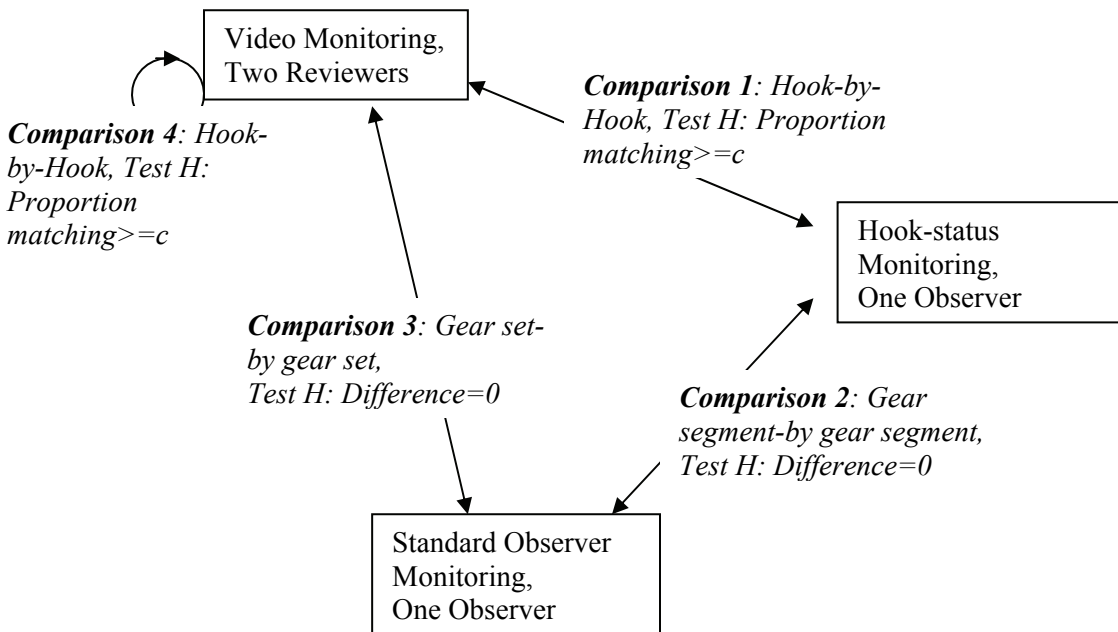 Video Monitoring,
Two Reviewers
Comparison 1: Hook-by-
Hook, Test H: Proportion
matching>=c
Comparison 4: Hook-
by-Hook, Test H:
Proportion
matching>=c
Hook-status
Monitoring,
One Observer
Comparison 3: Gear set-
by gear set,
Test H: Difference=0
Comparison 2: Gear
segment-by gear segment,
Test H: Difference=0
Standard Observer
Monitoring,
One Observer